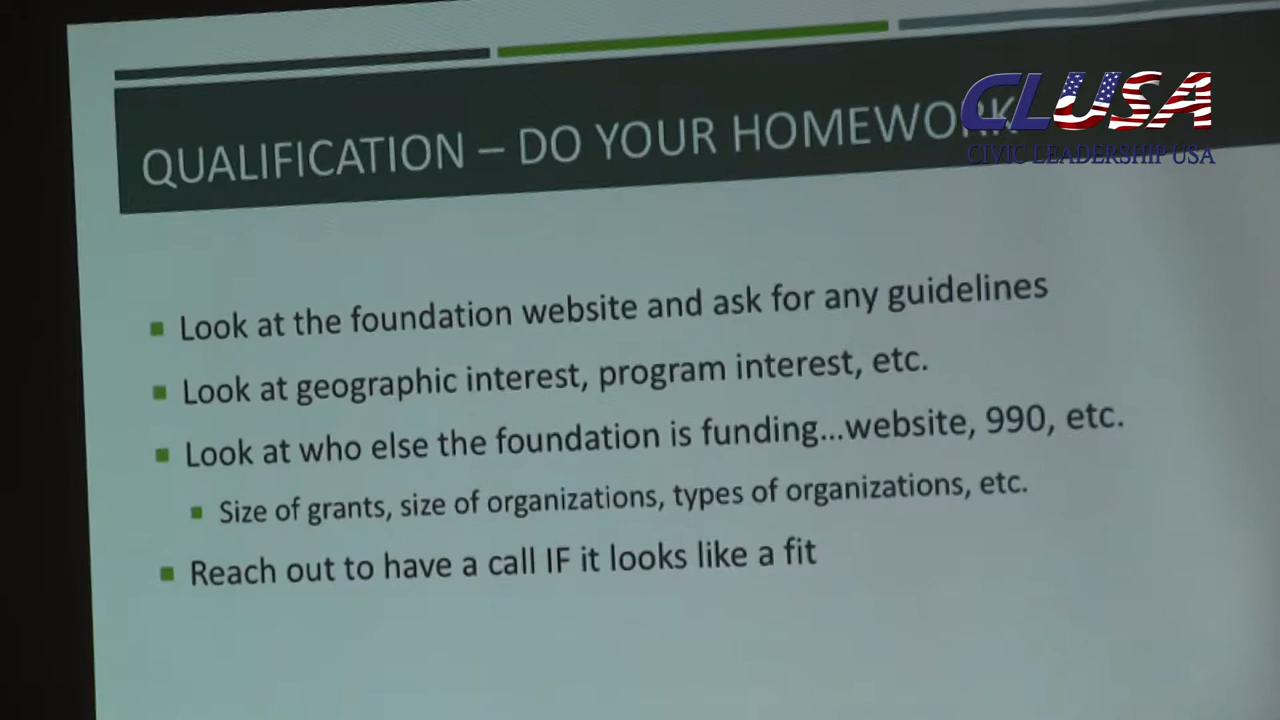 CLUSA
CIVIC LEADERSHIP USA
QUALIFICATION – DO YOUR HOMEWORK
Look at the foundation website and ask for any guidelines
Look at geographic interest, program interest, etc.
Look at who else the foundation is funding...website, 990, etc.
Size of grants, size of organizations, types of organizations, etc.
Reach out to have a call IF it looks like a fit